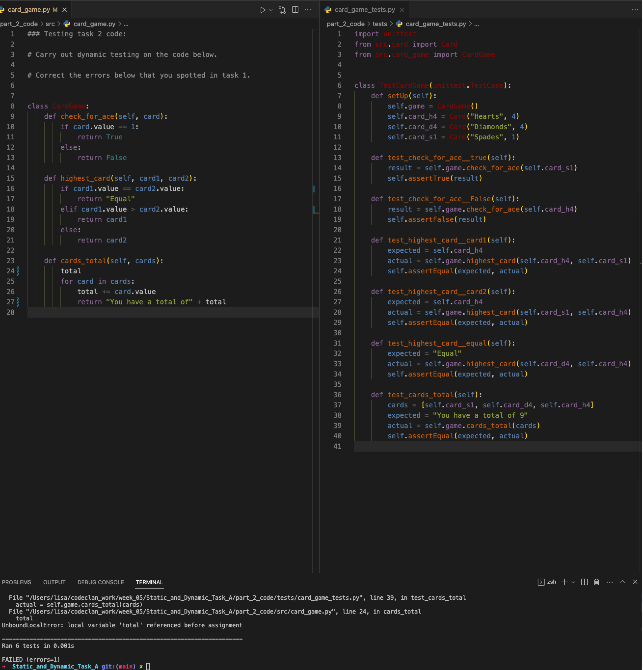 card_game.py M ×
part_2_code > src > card_game.py > ...
1 ### Testing task 2 code:
2
3 # Carry out dynamic testing on the code below.
4
5 # Correct the errors below that you spotted in task 1.
6
7
8 class CardGame:
9 def check_for_ace(self, card):
10 if card.value == 1:
11 return True
12 else:
13 return False
14
15 def highest_card(self, card1, card2):
16 if card1.value == card2.value:
17 return "Equal"
18 elif card1.value > card2.value:
19 return card1
20 else:
21 return card2
22
23 def cards_total(self, cards):
24 total
25 for card in cards:
26 total += card.value
27 return "You have a total of" + total
28
card_game_tests.py ×
part_2_code > tests > card_game_tests.py > ...
1 import unittest
2 from src.card import Card
3 from src.card_game import CardGame
4
5
6 class TestCardGame(unittest.TestCase):
7 def setUp(self):
8 self.game = CardGame()
9 self.card_h4 = Card("Hearts", 4)
10 self.card_d4 = Card("Diamonds", 4)
11 self.card_s1 = Card("Spades", 1)
12
13 def test_check_for_ace__true(self):
14 result = self.game.check_for_ace(self.card_s1)
15 self.assertTrue(result)
16
17 def test_check_for_ace__False(self):
18 result = self.game.check_for_ace(self.card_h4)
19 self.assertFalse(result)
20
21 def test_highest_card__card1(self):
22 expected = self.card_h4
23 actual = self.game.highest_card(self.card_h4, self.card_s1)
24 self.assertEqual(expected, actual)
25
26 def test_highest_card__card2(self):
27 expected = self.card_h4
28 actual = self.game.highest_card(self.card_s1, self.card_h4)
29 self.assertEqual(expected, actual)
30
31 def test_highest_card__equal(self):
32 expected = "Equal"
33 actual = self.game.highest_card(self.card_d4, self.card_h4)
34 self.assertEqual(expected, actual)
35
36 def test_cards_total(self):
37 cards = [self.card_s1, self.card_d4, self.card_h4]
38 expected = "You have a total of 9"
39 actual = self.game.cards_total(cards)
40 self.assertEqual(expected, actual)
41
PROBLEMS OUTPUT DEBUG CONSOLE TERMINAL zsh
File "/Users/lisa/codeclan_work/week_05/Static_and_Dynamic_Task_A/part_2_code/tests/card_game_tests.py", line 39, in test_cards_total
actual = self.game.cards_total(cards)
File "/Users/lisa/codeclan_work/week_05/Static_and_Dynamic_Task_A/part_2_code/src/card_game.py", line 24, in cards_total
total
UnboundLocalError: local variable 'total' referenced before assignment
----------------------------------------------------------------------
Ran 6 tests in 0.001s
FAILED (errors=1)
→ Static_and_Dynamic_Task_A git:(main) ✗